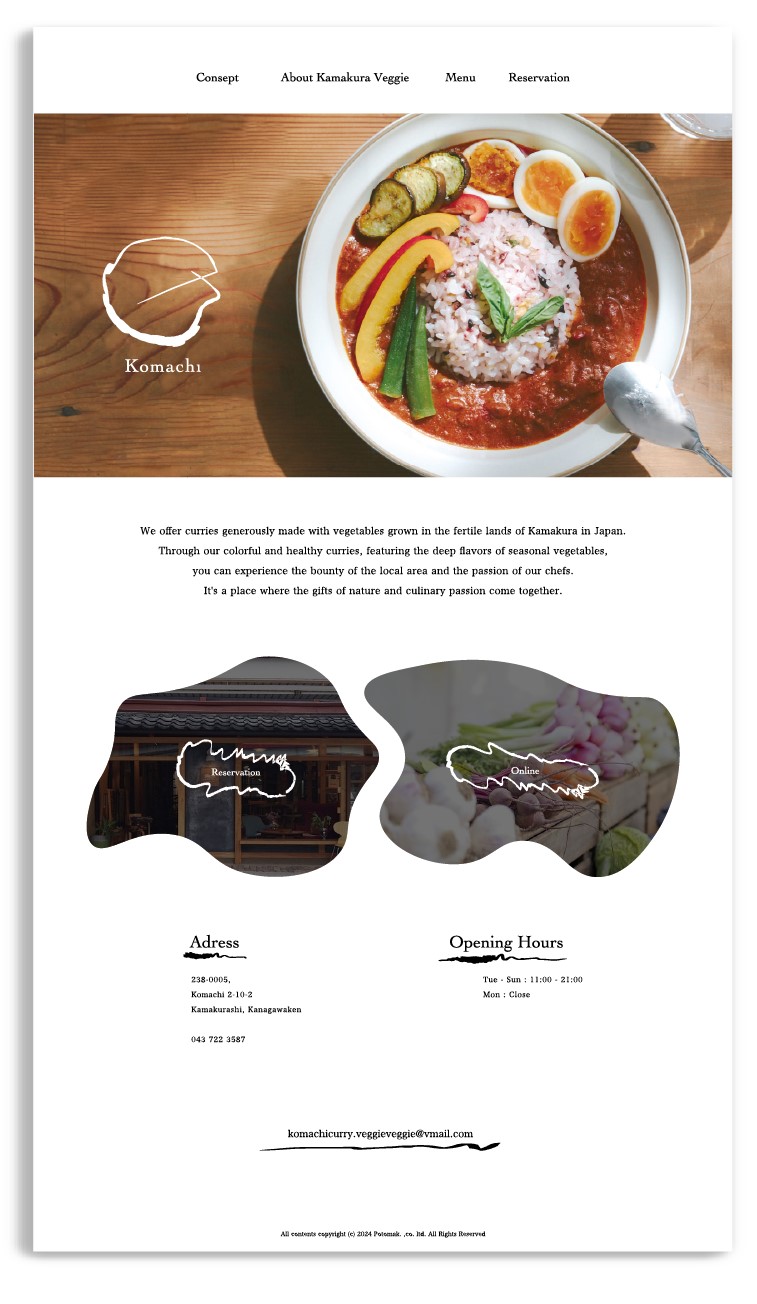 Consept About Kamakura Veggie Menu Reservation
Komachi
We offer curries generously made with vegetables grown in the fertile lands of Kamakura in Japan.
Through our colorful and healthy curries, featuring the deep flavors of seasonal vegetables,
you can experience the bounty of the local area and the passion of our chefs.
It's a place where the gifts of nature and culinary passion come together.
Reservation
Online
Adress
238-0005,
Komachi 2-10-2
Kamakurashi, Kanagawaken
043 722 3587
Opening Hours
Tue - Sun : 11:00 - 21:00
Mon : Close
komachicurry.veggieveggie@vmail.com
All contents copyright (c) 2024 Potomak. ,co. ltd. All Rights Reserved